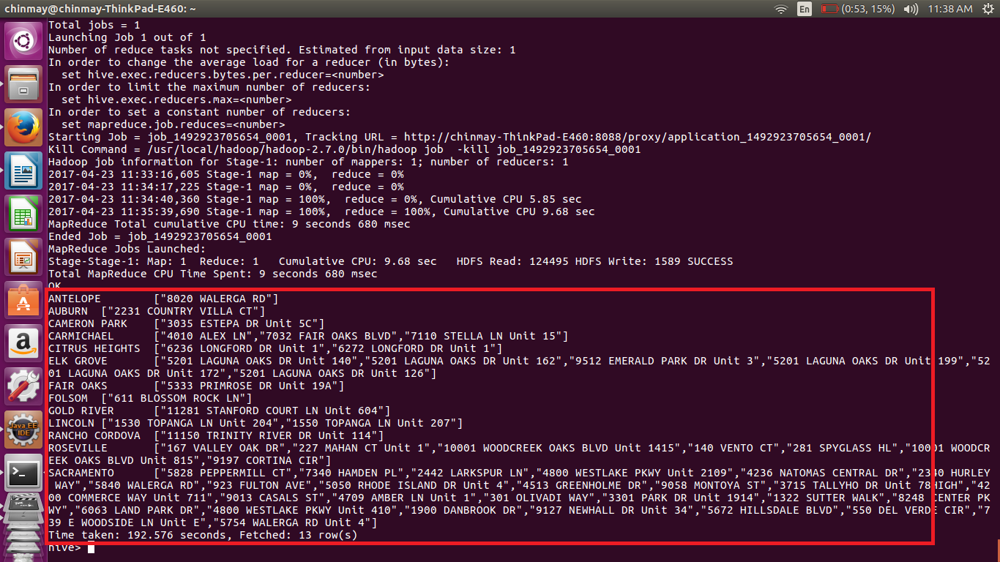 chinmay@chinmay-ThinkPad-E460: ~
En
(0:53, 15%)
11:38 AM
Total jobs = 1
Launching Job 1 out of 1
Number of reduce tasks not specified. Estimated from input data size: 1
In order to change the average load for a reducer (in bytes):
  set hive.exec.reducers.bytes.per.reducer=<number>
In order to limit the maximum number of reducers:
  set hive.exec.reducers.max=<number>
In order to set a constant number of reducers:
  set mapreduce.job.reduces=<number>
Starting Job = job_1492923705654_0001, Tracking URL = http://chinmay-ThinkPad-E460:8088/proxy/application_1492923705654_0001/
Kill Command = /usr/local/hadoop/hadoop-2.7.0/bin/hadoop job  -kill job_1492923705654_0001
Hadoop job information for Stage-1: number of mappers: 1; number of reducers: 1
2017-04-23 11:33:16,605 Stage-1 map = 0%,  reduce = 0%
2017-04-23 11:34:17,225 Stage-1 map = 0%,  reduce = 0%
2017-04-23 11:34:40,360 Stage-1 map = 100%,  reduce = 0%, Cumulative CPU 5.85 sec
2017-04-23 11:35:39,690 Stage-1 map = 100%,  reduce = 100%, Cumulative CPU 9.68 sec
MapReduce Total cumulative CPU time: 9 seconds 680 msec
Ended Job = job_1492923705654_0001
MapReduce Jobs Launched:
Stage-Stage-1: Map: 1  Reduce: 1   Cumulative CPU: 9.68 sec   HDFS Read: 124495 HDFS Write: 1589 SUCCESS
Total MapReduce CPU Time Spent: 9 seconds 680 msec
OK
ANTELOPE	["8020 WALERGA RD"]
AUBURN	["2231 COUNTRY VILLA CT"]
CAMERON PARK	["3035 ESTEPA DR Unit 5C"]
CARMICHAEL	["4010 ALEX LN","7032 FAIR OAKS BLVD","7110 STELLA LN Unit 15"]
CITRUS HEIGHTS	["6236 LONGFORD DR Unit 1","6272 LONGFORD DR Unit 1"]
ELK GROVE	["5201 LAGUNA OAKS DR Unit 140","5201 LAGUNA OAKS DR Unit 162","9512 EMERALD PARK DR Unit 3","5201 LAGUNA OAKS DR Unit 199","52
01 LAGUNA OAKS DR Unit 172","5201 LAGUNA OAKS DR Unit 126"]
FAIR OAKS	["5333 PRIMROSE DR Unit 19A"]
FOLSOM	["611 BLOSSOM ROCK LN"]
GOLD RIVER	["11281 STANFORD COURT LN Unit 604"]
LINCOLN	["1530 TOPANGA LN Unit 204","1550 TOPANGA LN Unit 207"]
RANCHO CORDOVA	["11150 TRINITY RIVER DR Unit 114"]
ROSEVILLE	["167 VALLEY OAK DR","227 MAHAN CT Unit 1","10001 WOODCREEK OAKS BLVD Unit 1415","140 VENTO CT","281 SPYGLASS HL","10001 WOODCR
EEK OAKS BLVD Unit 815","9197 CORTINA CIR"]
SACRAMENTO	["5828 PEPPERMILL CT","7340 HAMDEN PL","2442 LARKSPUR LN","4800 WESTLAKE PKWY Unit 2109","4236 NATOMAS CENTRAL DR","2340 HURLEY
 WAY","5840 WALERGA RD","923 FULTON AVE","5050 RHODE ISLAND DR Unit 4","4513 GREENHOLME DR","9058 MONTOYA ST","3715 TALLYHO DR Unit 78HIGH","42
00 COMMERCE WAY Unit 711","9013 CASALS ST","4709 AMBER LN Unit 1","301 OLIVADI WAY","3301 PARK DR Unit 1914","1322 SUTTER WALK","8248 CENTER PK
WY","6063 LAND PARK DR","4800 WESTLAKE PKWY Unit 410","1900 DANBROOK DR","9127 NEWHALL DR Unit 34","5672 HILLSDALE BLVD","550 DEL VERDE CIR","7
39 E WOODSIDE LN Unit E","5754 WALERGA RD Unit 4"]
Time taken: 192.576 seconds, Fetched: 13 row(s)
hive>
Java EE
IDE